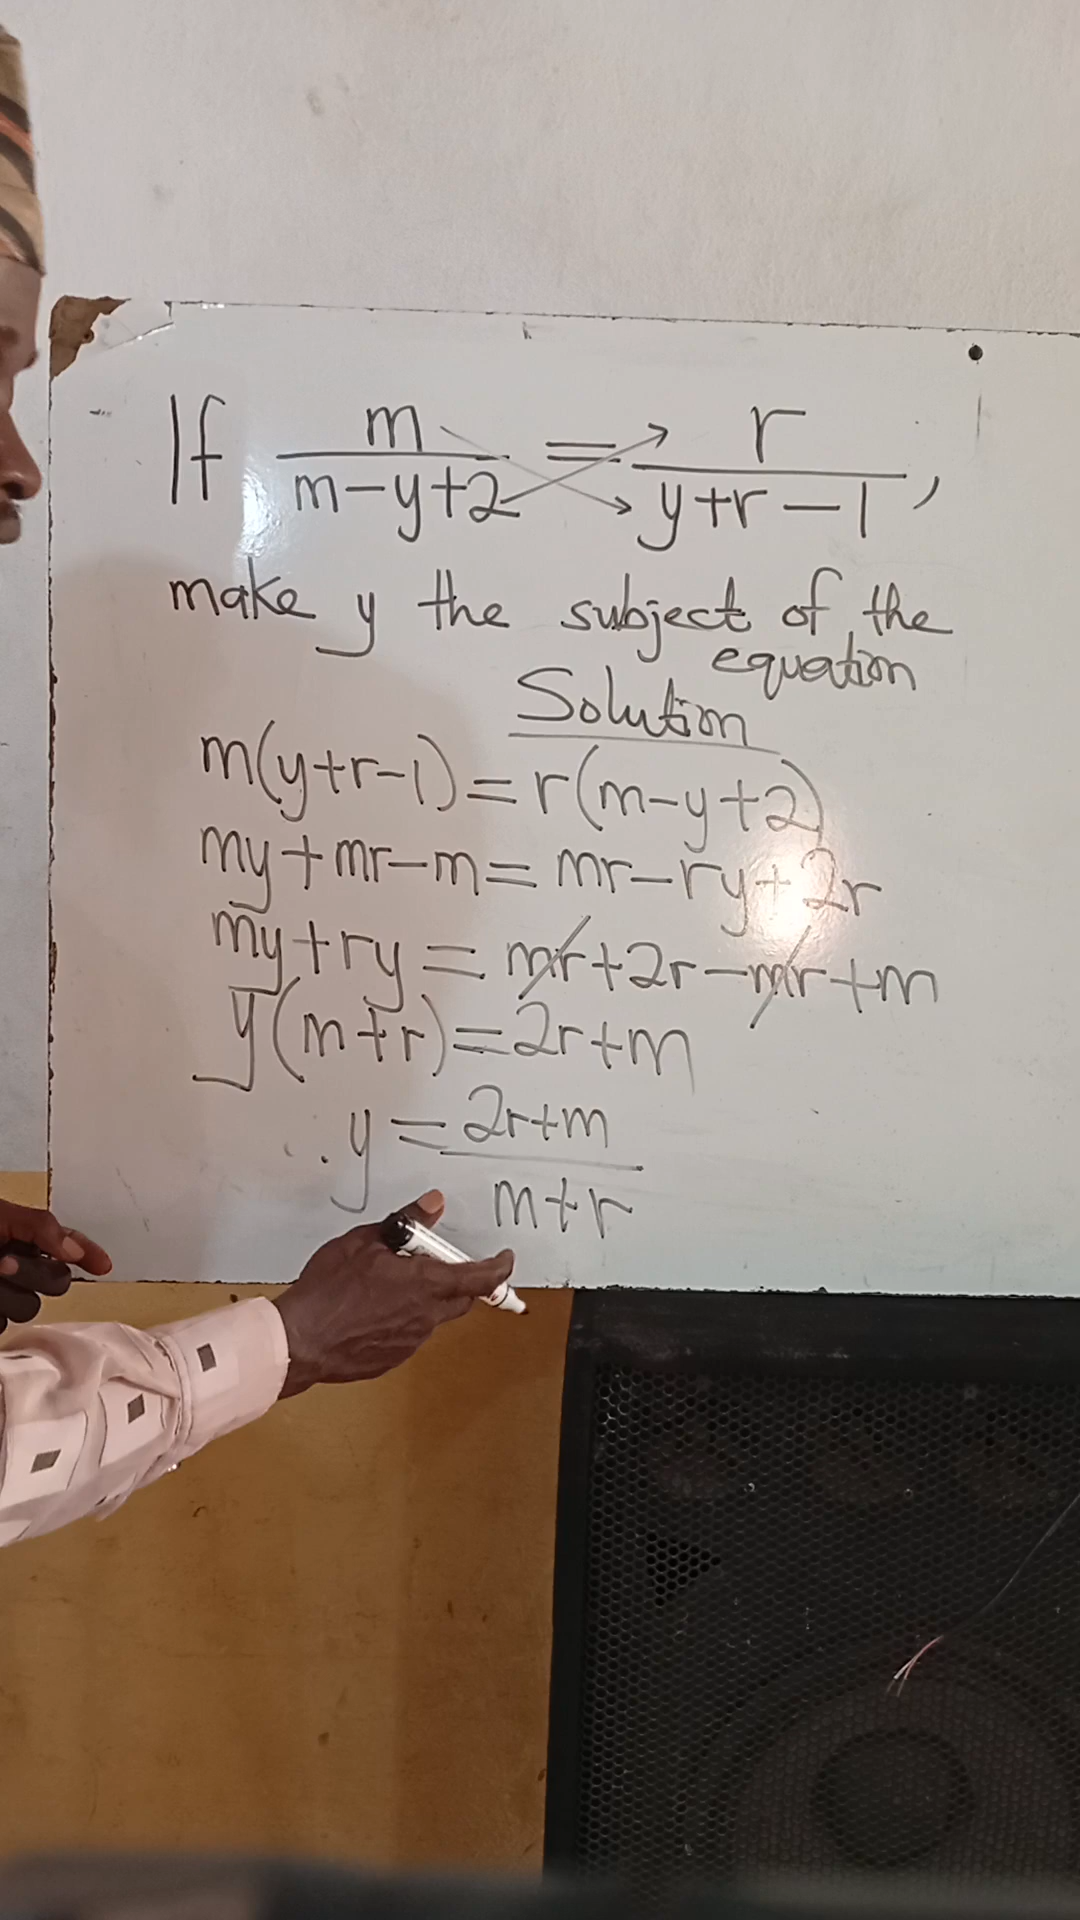 If m/(m-y+2) = r/(y+r-1),
make y the subject of the
equation
Solution
m(y+r-1)=r(m-y+2)
my+mr-m=mr-ry+2r
my+ry=mr+2r-mr+m
y(m+r)=2r+m
∴ y=(2r+m)/(m+r)